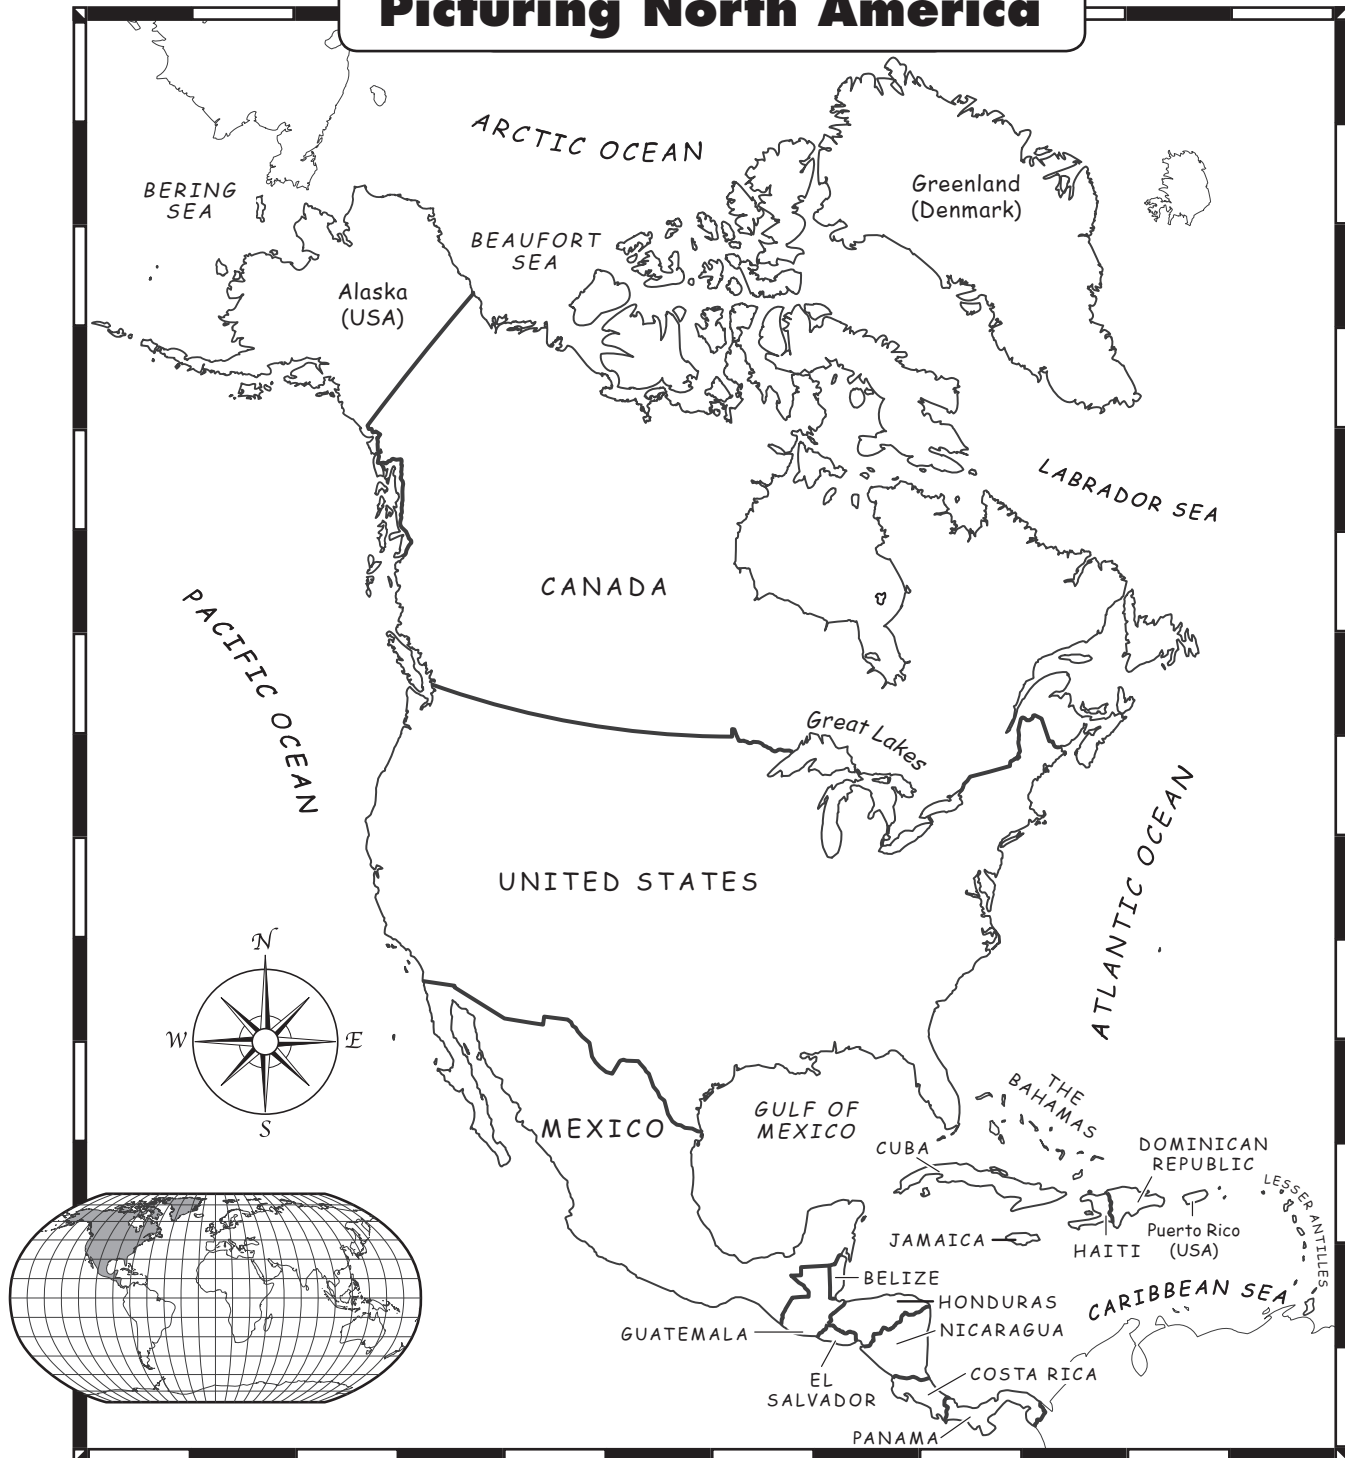 Picturing North America
ARCTIC OCEAN
BERING
SEA
Greenland
(Denmark)
BEAUFORT
SEA
Alaska
(USA)
LABRADOR SEA
CANADA
PACIFIC OCEAN
Great Lakes
ATLANTIC OCEAN
UNITED STATES
N
W
E
S
THE
BAHAMAS
GULF OF
MEXICO
MEXICO
CUBA
DOMINICAN
REPUBLIC
LESSER ANTILLES
JAMAICA
HAITI
Puerto Rico
(USA)
BELIZE
CARIBBEAN SEA
HONDURAS
GUATEMALA
NICARAGUA
EL
SALVADOR
COSTA RICA
PANAMA